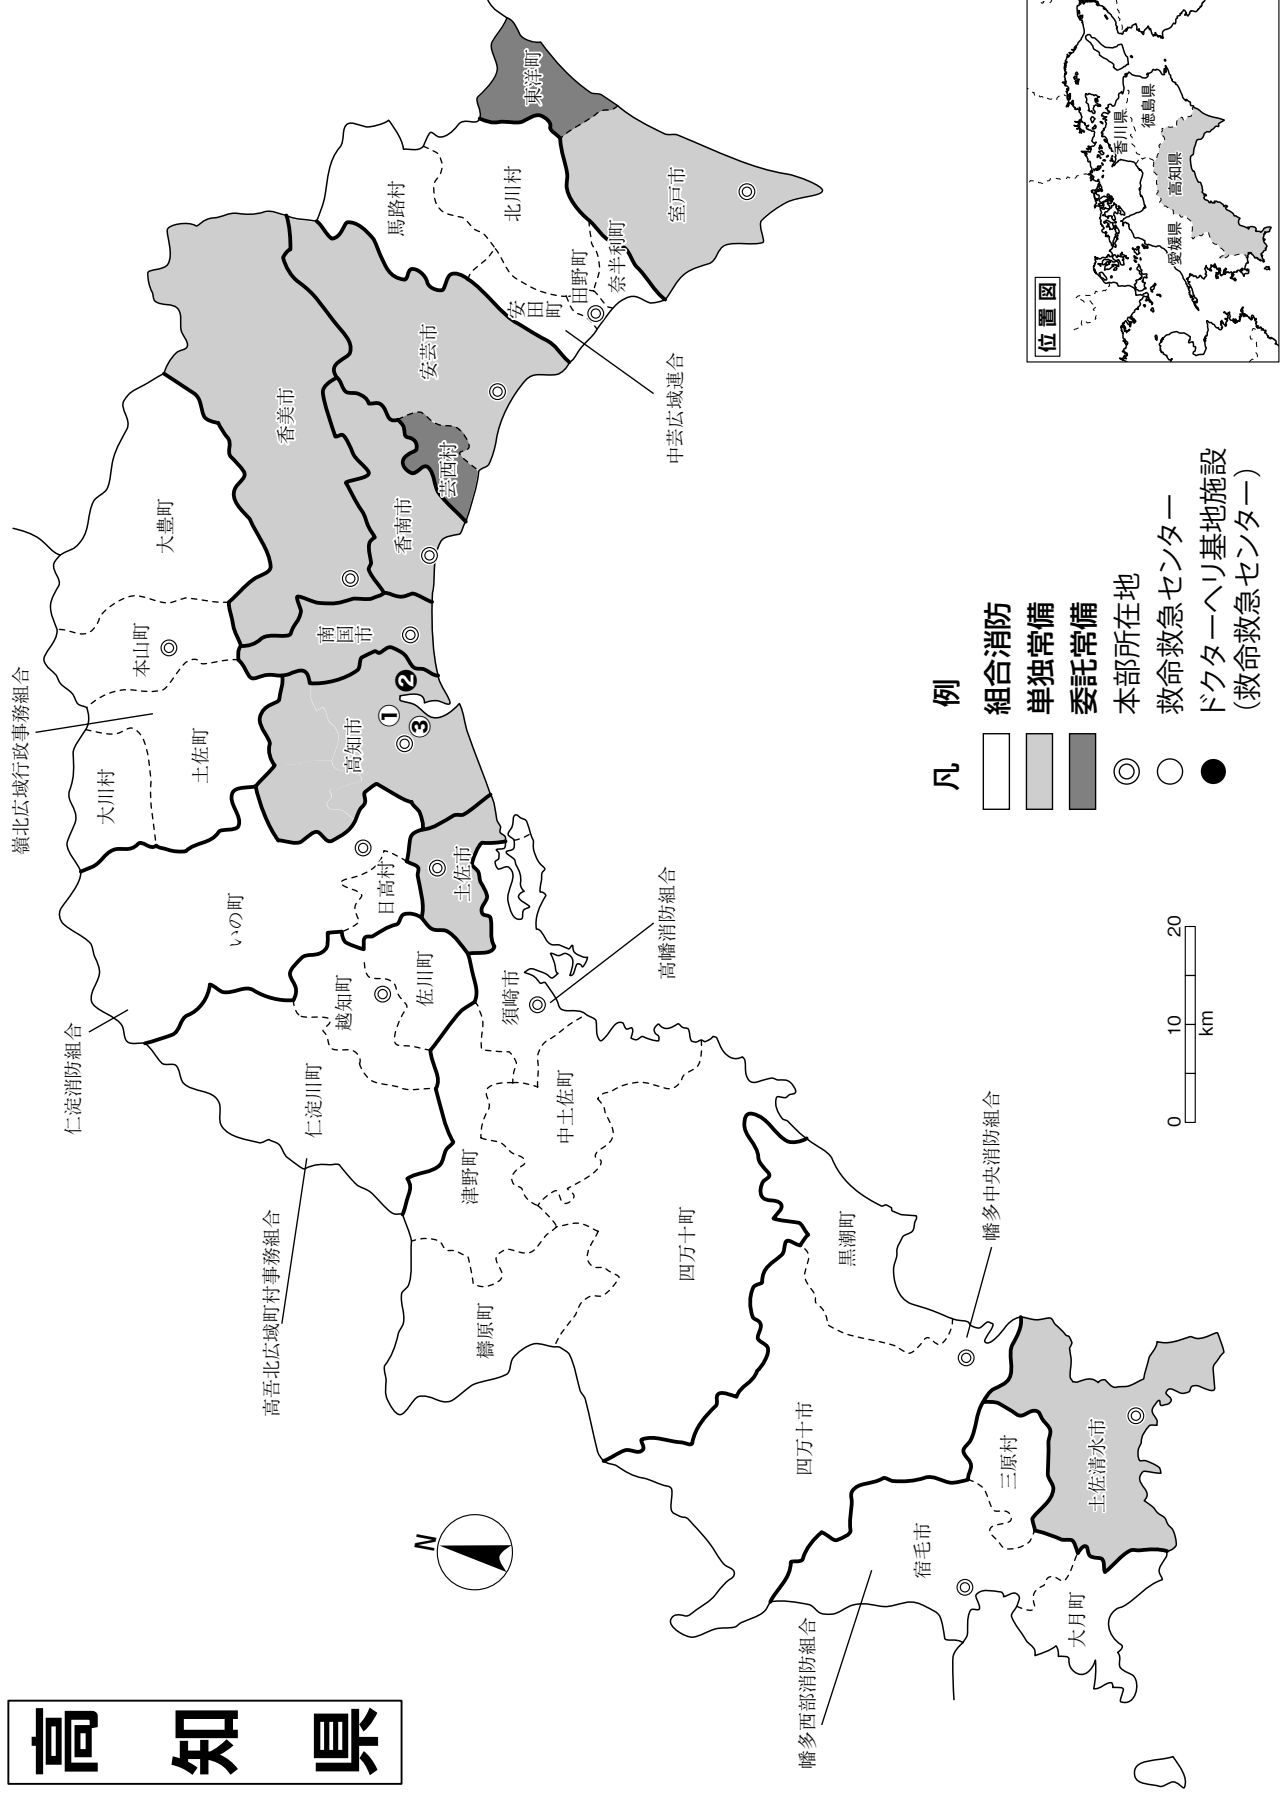 高知県
N
嶺北広域行政事務組合
仁淀消防組合
高吾北広域町村事務組合
幡多西部消防組合
高幡消防組合
幡多中央消防組合
中芸広域連合
大川村
土佐町
本山町
大豊町
いの町
日高村
仁淀川町
越知町
佐川町
高知市
①
❷
③
南国市
香美市
香南市
芸西村
安芸市
馬路村
北川村
安田町
田野町
奈半利町
室戸市
東洋町
土佐市
須崎市
中土佐町
津野町
檮原町
四万十町
黒潮町
四万十市
三原村
宿毛市
大月町
土佐清水市
凡例
組合消防
単独常備
委託常備
本部所在地
救命救急センター
ドクターヘリ基地施設
(救命救急センター)
0 10 20
km
位置図
香川県
徳島県
高知県
愛媛県